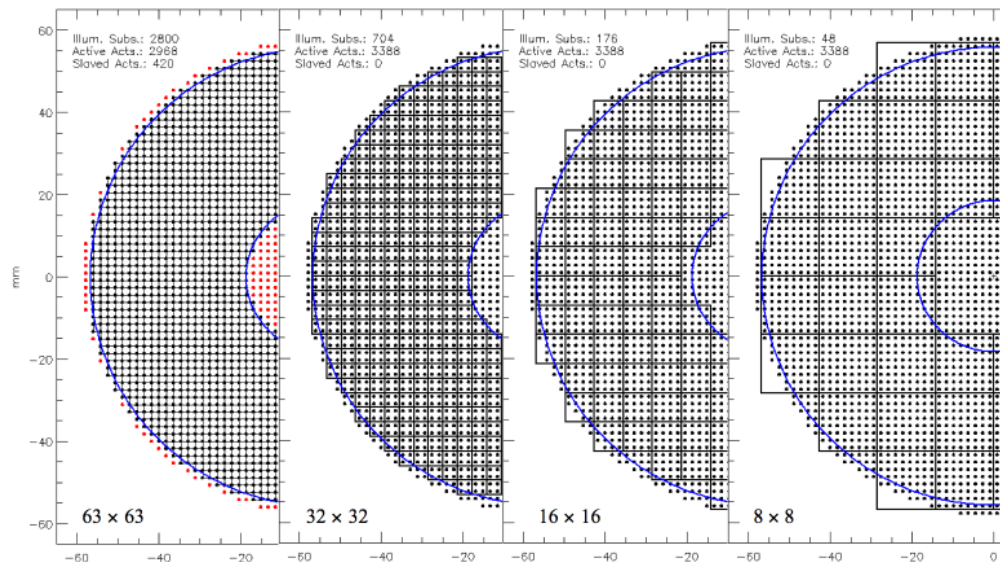 Illum. Subs.: 2800
Active Acts.: 2968
Slaved Acts.: 420
63 × 63
Illum. Subs.: 704
Active Acts.: 3388
Slaved Acts.: 0
32 × 32
Illum. Subs.: 176
Active Acts.: 3388
Slaved Acts.: 0
16 × 16
Illum. Subs.: 48
Active Acts.: 3388
Slaved Acts.: 0
8 × 8
mm
60
40
20
0
−20
−40
−60
−60 −40 −20
−60 −40 −20
−60 −40 −20
−60 −40 −20 0